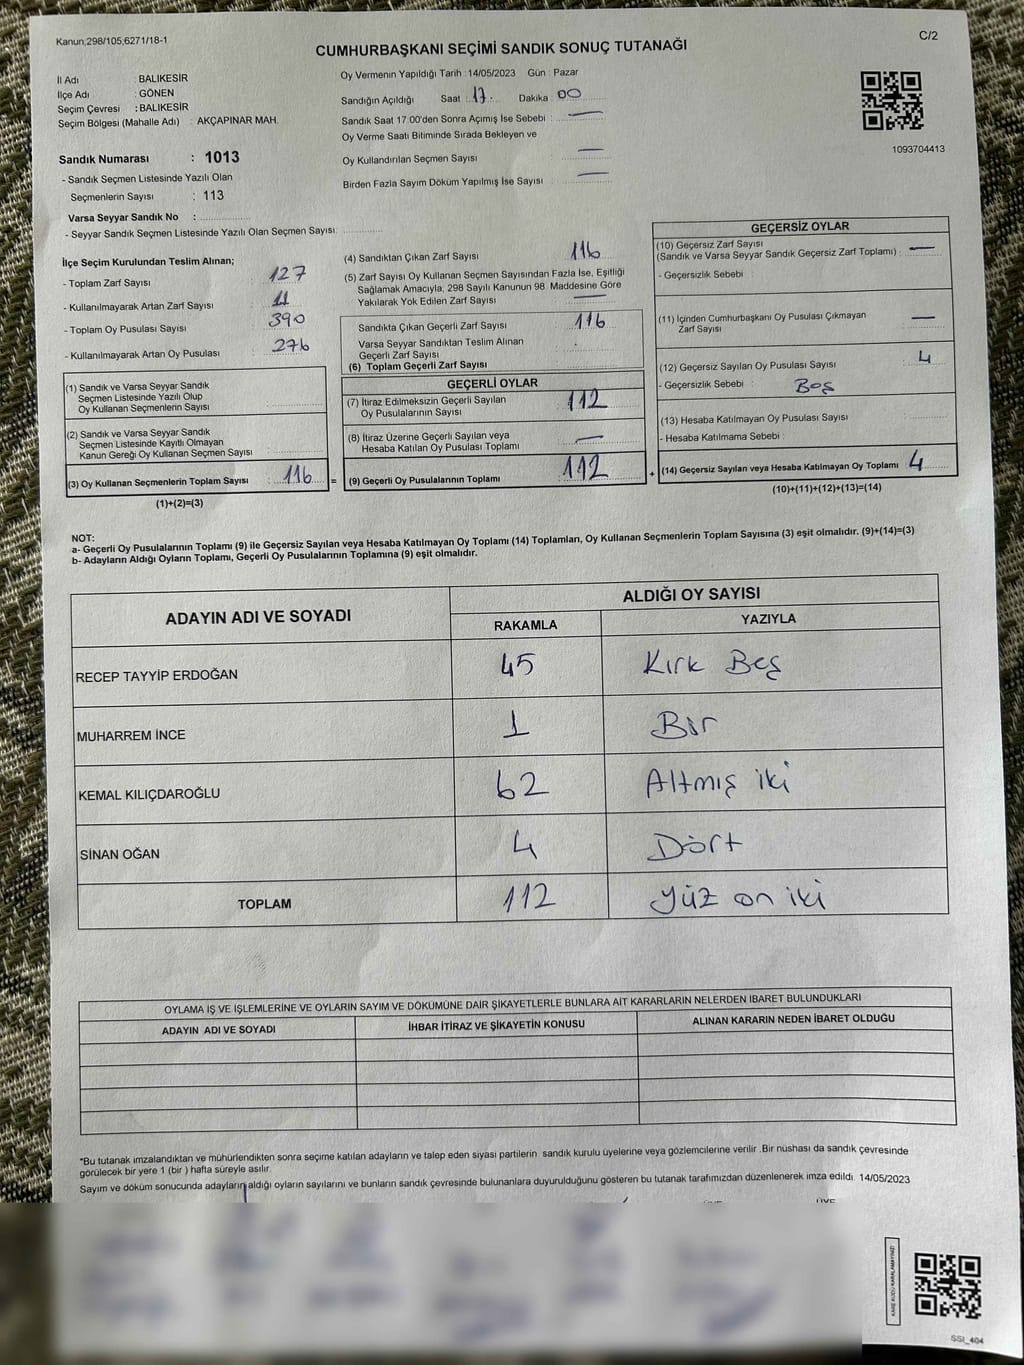 Kanun;298/105,6271/18-1
C/2
CUMHURBAŞKANI SEÇİMİ SANDIK SONUÇ TUTANAĞI
İl Adı : BALIKESİR
İlçe Adı : GÖNEN
Seçim Çevresi : BALIKESİR
Seçim Bölgesi (Mahalle Adı) : AKÇAPINAR MAH.
Sandık Numarası : 1013
- Sandık Seçmen Listesinde Yazılı Olan
Seçmenlerin Sayısı : 113
Varsa Seyyar Sandık No :
- Seyyar Sandık Seçmen Listesinde Yazılı Olan Seçmen Sayısı:
Oy Vermenin Yapıldığı Tarih : 14/05/2023 Gün : Pazar
Sandığın Açıldığı Saat : 17. Dakika : 00
Sandık Saat 17:00'den Sonra Açımış İse Sebebi : —
Oy Verme Saati Bitiminde Sırada Bekleyen ve
Oy Kullandırılan Seçmen Sayısı —
Birden Fazla Sayım Döküm Yapılmış İse Sayısı : —
1093704413
İlçe Seçim Kurulundan Teslim Alınan;
- Toplam Zarf Sayısı : 127
- Kullanılmayarak Artan Zarf Sayısı : 11
- Toplam Oy Pusulası Sayısı : 390
- Kullanılmayarak Artan Oy Pusulası : 276
(1) Sandık ve Varsa Seyyar Sandık
Seçmen Listesinde Yazılı Olup
Oy Kullanan Seçmenlerin Sayısı
(2) Sandık ve Varsa Seyyar Sandık
Seçmen Listesinde Kayıtlı Olmayan
Kanun Gereği Oy Kullanan Seçmen Sayısı
(3) Oy Kullanan Seçmenlerin Toplam Sayısı : 116 =
(1)+(2)=(3)
(4) Sandıktan Çıkan Zarf Sayısı 116
(5) Zarf Sayısı Oy Kullanan Seçmen Sayısından Fazla İse, Eşitliği
Sağlamak Amacıyla, 298 Sayılı Kanunun 98. Maddesine Göre
Yakılarak Yok Edilen Zarf Sayısı —
Sandıkta Çıkan Geçerli Zarf Sayısı : 116
Varsa Seyyar Sandıktan Teslim Alınan
Geçerli Zarf Sayısı
(6) Toplam Geçerli Zarf Sayısı
GEÇERLİ OYLAR
(7) İtiraz Edilmeksizin Geçerli Sayılan
Oy Pusulalarının Sayısı : 112
(8) İtiraz Üzerine Geçerli Sayılan veya
Hesaba Katılan Oy Pusulası Toplamı —
(9) Geçerli Oy Pusulalarının Toplamı : 112 +
GEÇERSİZ OYLAR
(10) Geçersiz Zarf Sayısı
(Sandık ve Varsa Seyyar Sandık Geçersiz Zarf Toplamı) : —
- Geçersizlik Sebebi :
(11) İçinden Cumhurbaşkanı Oy Pusulası Çıkmayan
Zarf Sayısı —
(12) Geçersiz Sayılan Oy Pusulası Sayısı : 4
- Geçersizlik Sebebi : Boş
(13) Hesaba Katılmayan Oy Pusulası Sayısı
- Hesaba Katılmama Sebebi :
(14) Geçersiz Sayılan veya Hesaba Katılmayan Oy Toplamı 4
(10)+(11)+(12)+(13)=(14)
NOT:
a- Geçerli Oy Pusulalarının Toplamı (9) ile Geçersiz Sayılan veya Hesaba Katılmayan Oy Toplamı (14) Toplamları, Oy Kullanan Seçmenlerin Toplam Sayısına (3) eşit olmalıdır. (9)+(14)=(3)
b- Adayların Aldığı Oyların Toplamı, Geçerli Oy Pusulalarının Toplamına (9) eşit olmalıdır.
ADAYIN ADI VE SOYADI
ALDIĞI OY SAYISI
RAKAMLA YAZIYLA
RECEP TAYYİP ERDOĞAN 45 Kırk Beş
MUHARREM İNCE 1 Bir
KEMAL KILIÇDAROĞLU 62 Altmış iki
SİNAN OĞAN 4 Dört
TOPLAM 112 yüz on iki
OYLAMA İŞ VE İŞLEMLERİNE VE OYLARIN SAYIM VE DÖKÜMÜNE DAİR ŞİKAYETLERLE BUNLARA AİT KARARLARIN NELERDEN İBARET BULUNDUKLARI
ADAYIN ADI VE SOYADI İHBAR İTİRAZ VE ŞİKAYETİN KONUSU ALINAN KARARIN NEDEN İBARET OLDUĞU
*Bu tutanak imzalandıktan ve mühürlendikten sonra seçime katılan adayların ve talep eden siyasi partilerin sandık kurulu üyelerine veya gözlemcilerine verilir .Bir nüshası da sandık çevresinde
görülecek bir yere 1 (bir ) hafta süreyle asılır.
Sayım ve döküm sonucunda adayların aldığı oyların sayılarını ve bunların sandık çevresinde bulunanlara duyurulduğunu gösteren bu tutanak tarafımızdan düzenlenerek imza edildi. 14/05/2023
KARE KODU KARALAMAYINIZ!
SSI_404